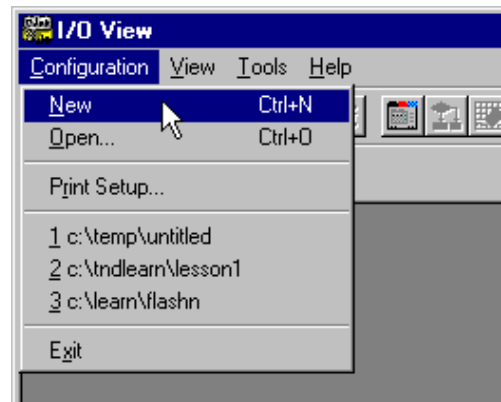 I/O View
Configuration View Tools Help
New Ctrl+N
Open... Ctrl+O
Print Setup...
1 c:\temp\untitled
2 c:\tndlearn\lesson1
3 c:\learn\flashn
Exit